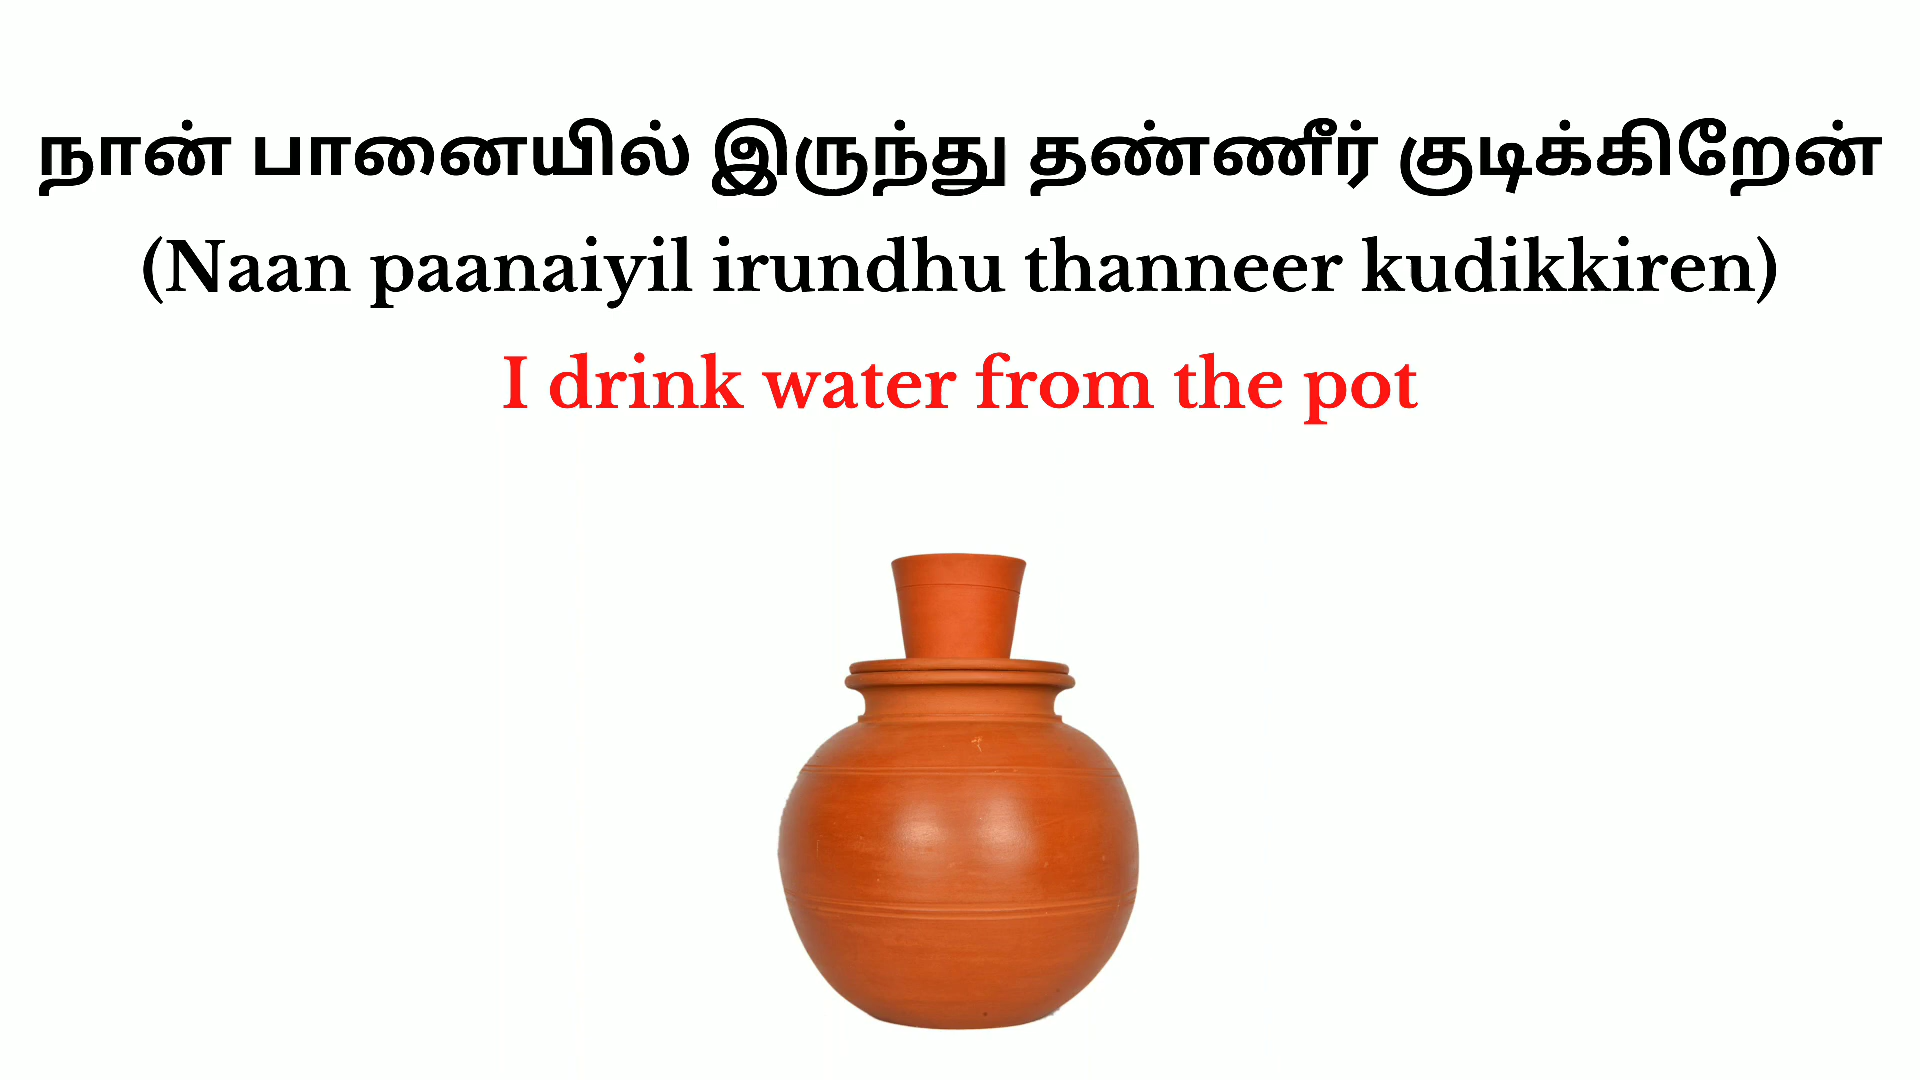 நான் பானையில் இருந்து தண்ணீர் குடிக்கிறேன்
(Naan paanaiyil irundhu thanneer kudikkiren)
I drink water from the pot